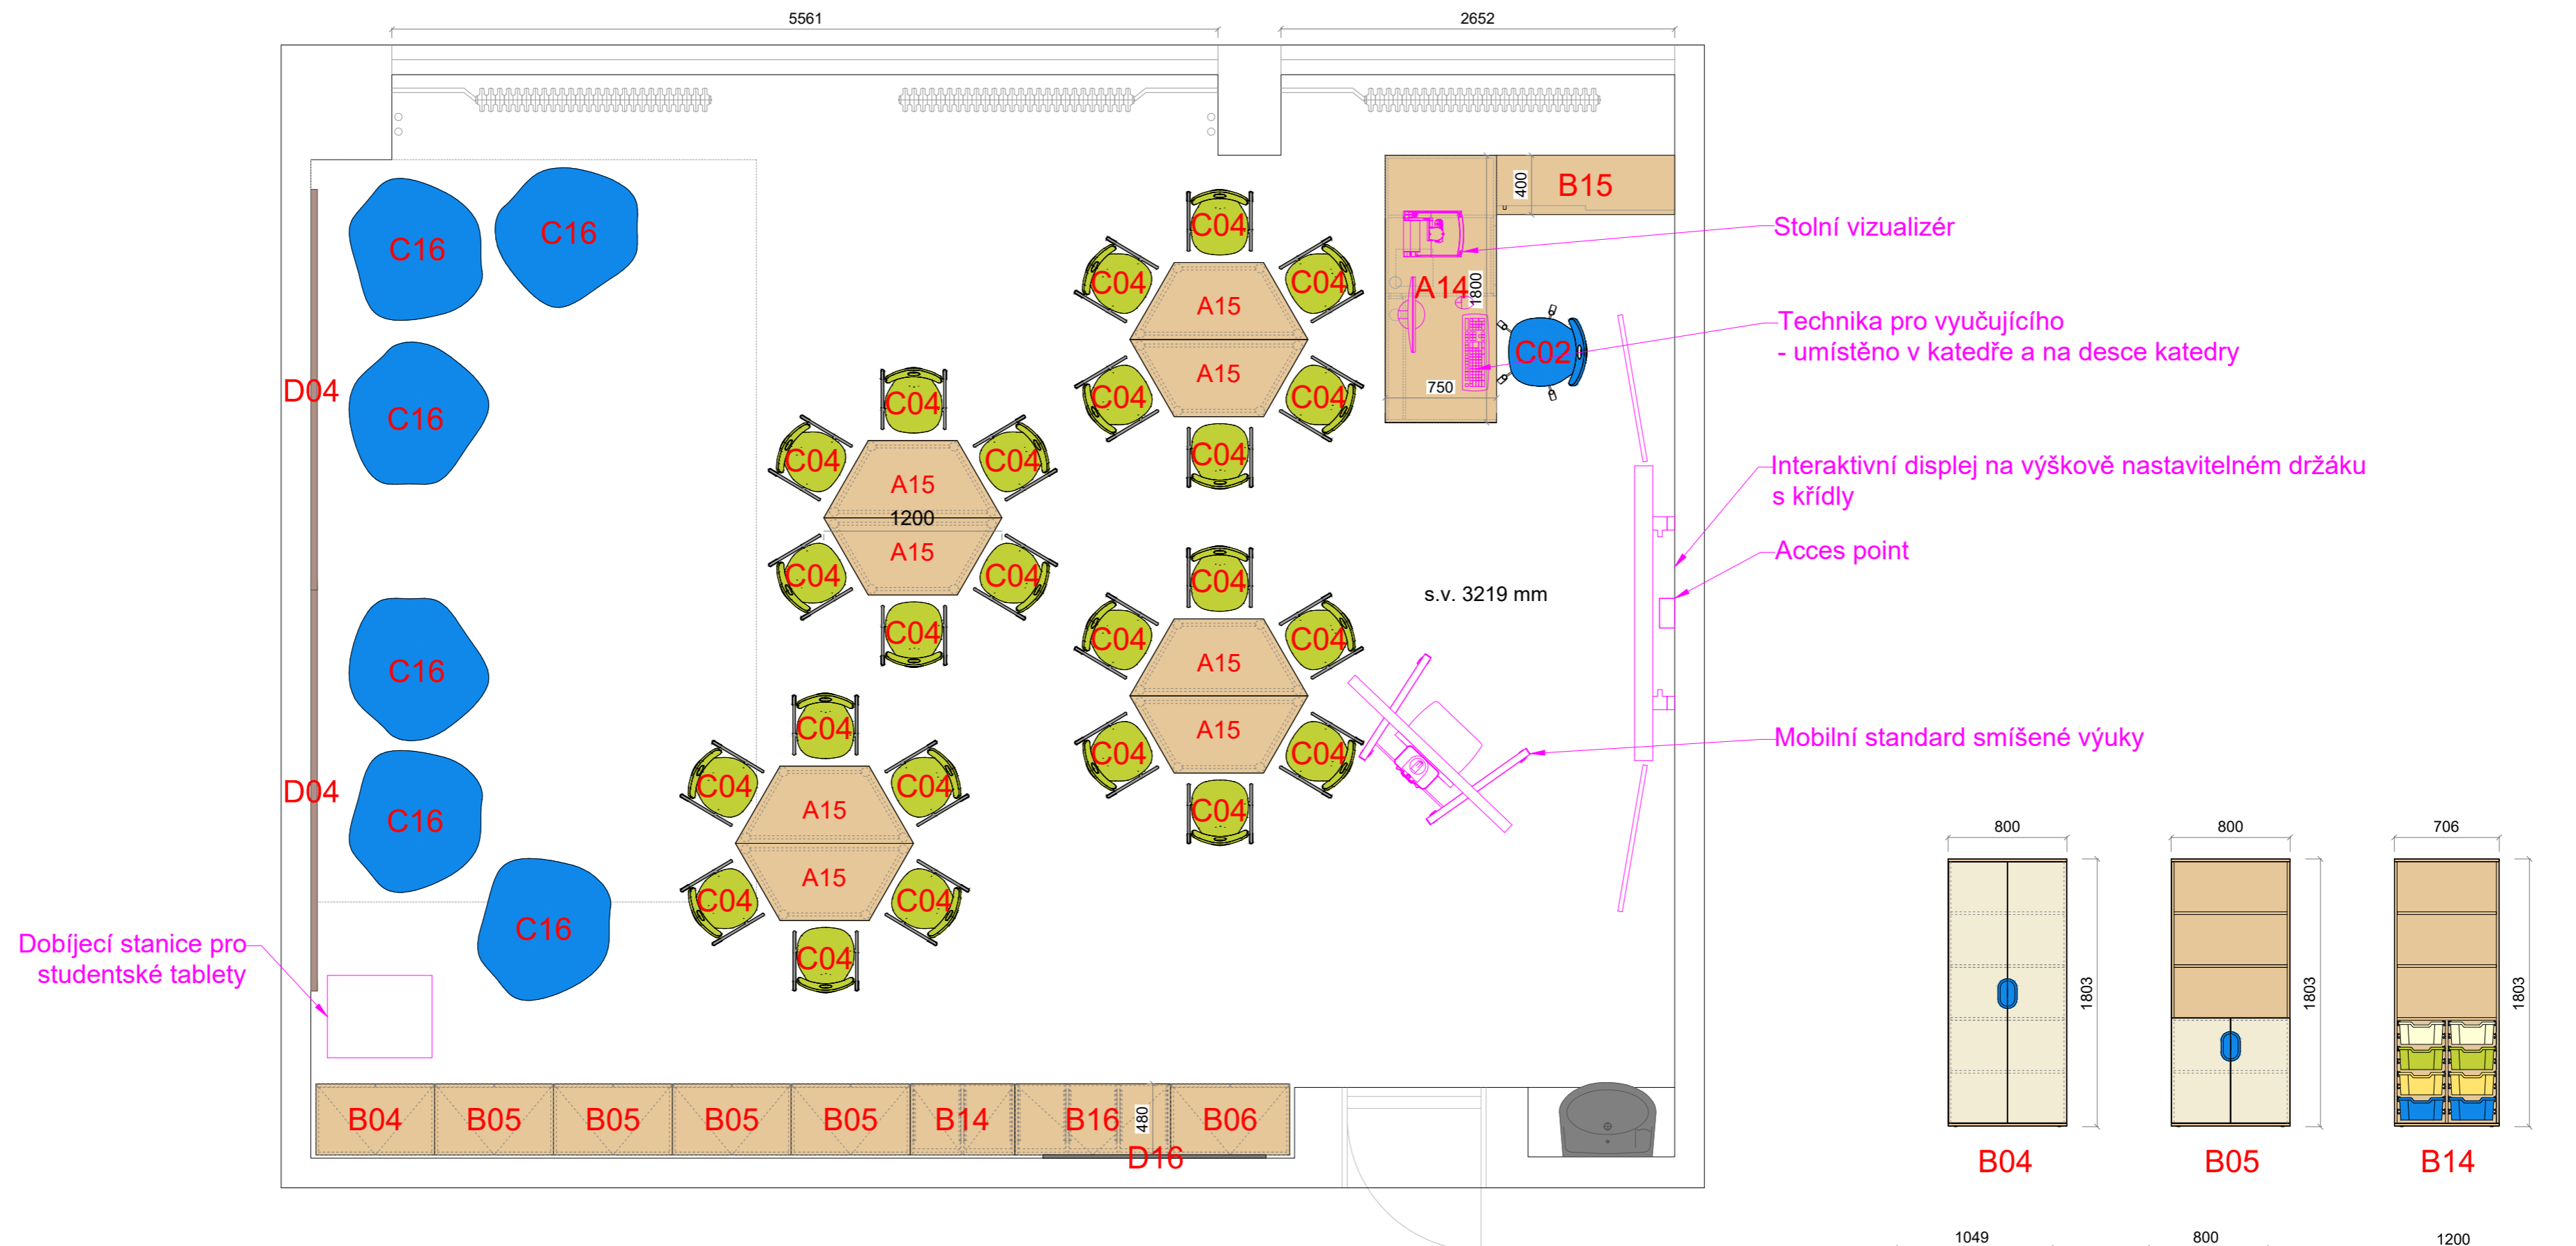 5561
2652
C16
C16
C04
400
B15
Stolní vizualizér
C04
C04
A15
A14
1800
Technika pro vyučujícího
- umístěno v katedře a na desce katedry
C02
A15
D04
750
C16
C04
C04
C04
C04
C04
C04
Interaktivní displej na výškově nastavitelném držáku
s křídly
A15
1200
Acces point
A15
C04
C04
C04
s.v. 3219 mm
C04
C04
C04
C16
A15
C04
A15
Mobilní standard smíšené výuky
C04
C04
C04
C04
D04
A15
C04
C16
800
800
706
A15
C04
C04
C16
Dobíjecí stanice pro
studentské tablety
C04
1803
1803
1803
B04
B05
B05
B05
B05
B14
B16
480
B06
D16
B04
B05
B14
1049
800
1200